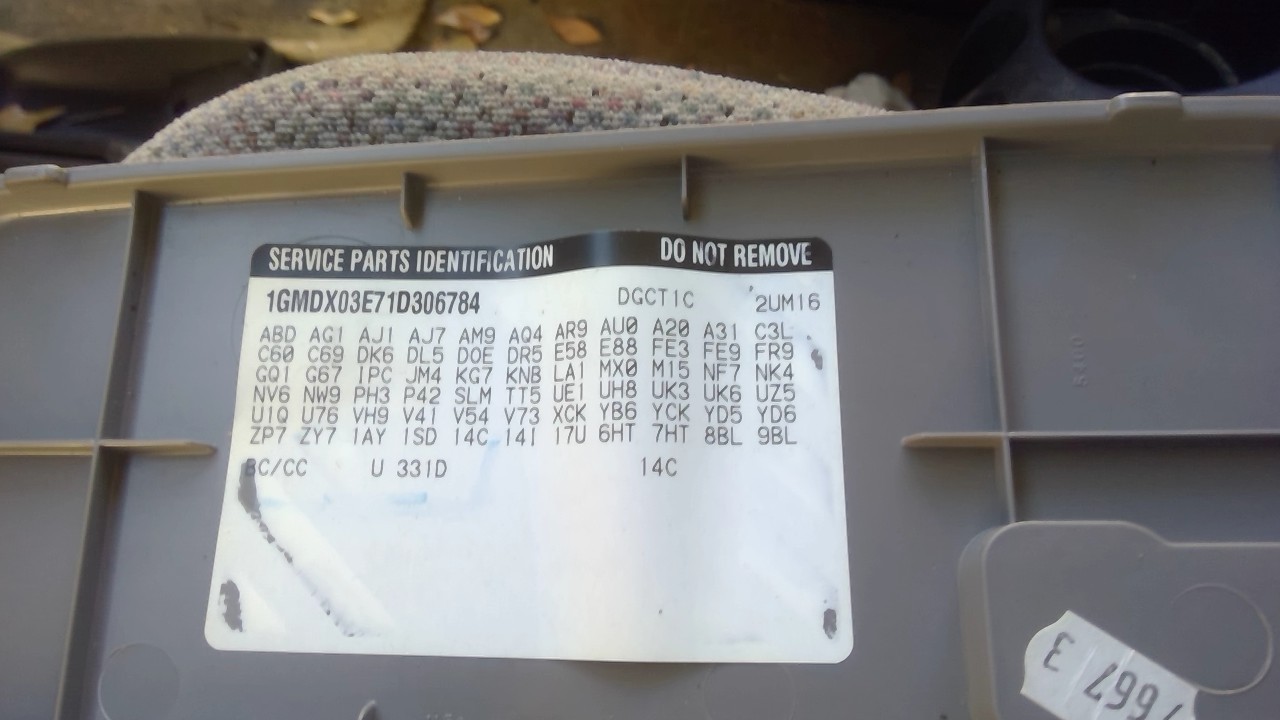 SERVICE PARTS IDENTIFICATION DO NOT REMOVE
1GMDX03E71D306784 DGCT1C 2UM16
ABD AG1 AJ1 AJ7 AM9 AQ4 AR9 AU0 A20 A31 C3L
C60 C69 DK6 DL5 DOE DR5 E58 E88 FE3 FE9 FR9
GQ1 G67 IPC JM4 KG7 KNB LA1 MX0 M15 NF7 NK4
NV6 NW9 PH3 P42 SLM TT5 UE1 UH8 UK3 UK6 UZ5
U1Q U76 VH9 V41 V54 V73 XCK YB6 YCK YD5 YD6
ZP7 ZY7 1AY 1SD 14C 14I 17U 6HT 7HT 8BL 9BL
BC/CC U 331D 14C